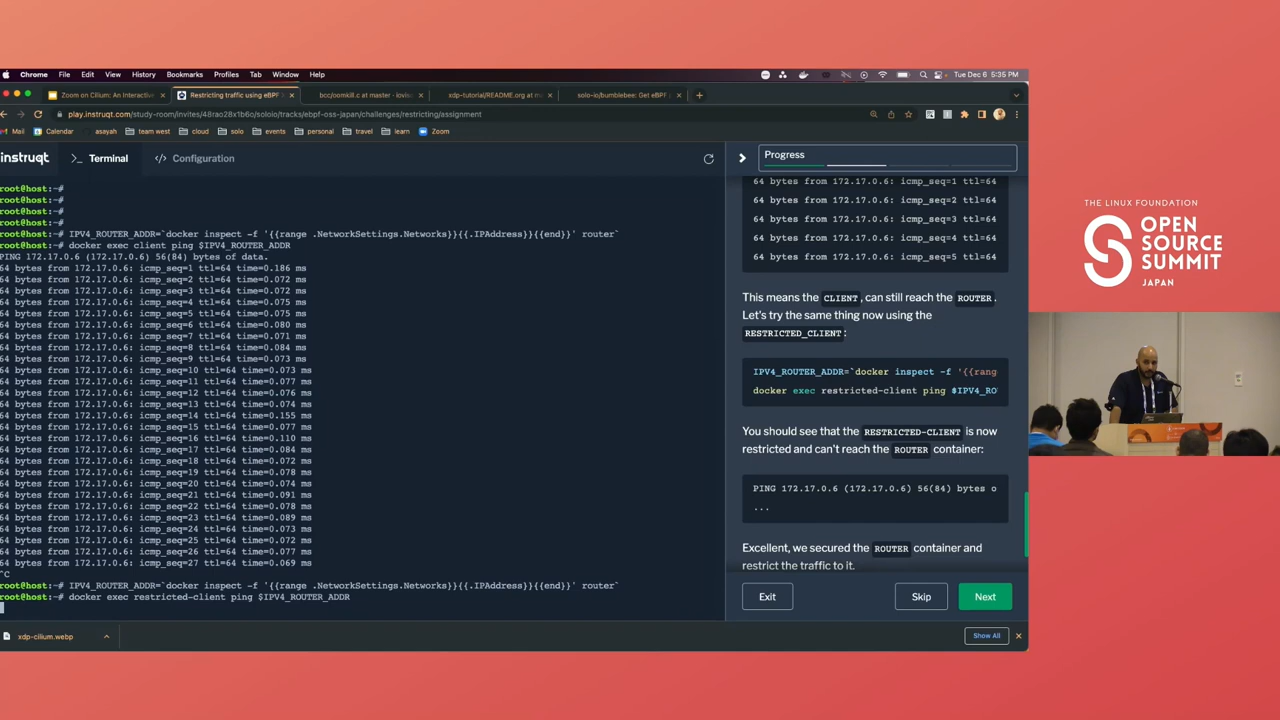 Chrome File Edit View History Bookmarks Profiles Tab Window Help
Tue Dec 6 5:35 PM
Zoom on Cilium: An Interactive
Restricting traffic using eBPF
bcc/oomkill.c at master · iovis
xdp-tutorial/README.org at ma
solo-io/bumblebee: Get eBPF
play.instruqt.com/study-room/invites/48rao28x1b6o/soloio/tracks/ebpf-oss-japan/challenges/restricting/assignment
Mail Calendar asayah team west cloud solo events personal travel learn Zoom
instruqt
>_ Terminal
</> Configuration
root@host:~#
root@host:~#
root@host:~#
root@host:~#
root@host:~# IPV4_ROUTER_ADDR=`docker inspect -f '{{range .NetworkSettings.Networks}}{{.IPAddress}}{{end}}' router`
root@host:~# docker exec client ping $IPV4_ROUTER_ADDR
PING 172.17.0.6 (172.17.0.6) 56(84) bytes of data.
64 bytes from 172.17.0.6: icmp_seq=1 ttl=64 time=0.186 ms
64 bytes from 172.17.0.6: icmp_seq=2 ttl=64 time=0.072 ms
64 bytes from 172.17.0.6: icmp_seq=3 ttl=64 time=0.072 ms
64 bytes from 172.17.0.6: icmp_seq=4 ttl=64 time=0.075 ms
64 bytes from 172.17.0.6: icmp_seq=5 ttl=64 time=0.075 ms
64 bytes from 172.17.0.6: icmp_seq=6 ttl=64 time=0.080 ms
64 bytes from 172.17.0.6: icmp_seq=7 ttl=64 time=0.071 ms
64 bytes from 172.17.0.6: icmp_seq=8 ttl=64 time=0.084 ms
64 bytes from 172.17.0.6: icmp_seq=9 ttl=64 time=0.073 ms
64 bytes from 172.17.0.6: icmp_seq=10 ttl=64 time=0.073 ms
64 bytes from 172.17.0.6: icmp_seq=11 ttl=64 time=0.077 ms
64 bytes from 172.17.0.6: icmp_seq=12 ttl=64 time=0.076 ms
64 bytes from 172.17.0.6: icmp_seq=13 ttl=64 time=0.074 ms
64 bytes from 172.17.0.6: icmp_seq=14 ttl=64 time=0.155 ms
64 bytes from 172.17.0.6: icmp_seq=15 ttl=64 time=0.077 ms
64 bytes from 172.17.0.6: icmp_seq=16 ttl=64 time=0.110 ms
64 bytes from 172.17.0.6: icmp_seq=17 ttl=64 time=0.084 ms
64 bytes from 172.17.0.6: icmp_seq=18 ttl=64 time=0.072 ms
64 bytes from 172.17.0.6: icmp_seq=19 ttl=64 time=0.078 ms
64 bytes from 172.17.0.6: icmp_seq=20 ttl=64 time=0.074 ms
64 bytes from 172.17.0.6: icmp_seq=21 ttl=64 time=0.091 ms
64 bytes from 172.17.0.6: icmp_seq=22 ttl=64 time=0.078 ms
64 bytes from 172.17.0.6: icmp_seq=23 ttl=64 time=0.089 ms
64 bytes from 172.17.0.6: icmp_seq=24 ttl=64 time=0.073 ms
64 bytes from 172.17.0.6: icmp_seq=25 ttl=64 time=0.072 ms
64 bytes from 172.17.0.6: icmp_seq=26 ttl=64 time=0.077 ms
64 bytes from 172.17.0.6: icmp_seq=27 ttl=64 time=0.069 ms
^C
root@host:~# IPV4_ROUTER_ADDR=`docker inspect -f '{{range .NetworkSettings.Networks}}{{.IPAddress}}{{end}}' router`
root@host:~# docker exec restricted-client ping $IPV4_ROUTER_ADDR
Progress
64 bytes from 172.17.0.6: icmp_seq=1 ttl=64
64 bytes from 172.17.0.6: icmp_seq=2 ttl=64
64 bytes from 172.17.0.6: icmp_seq=3 ttl=64
64 bytes from 172.17.0.6: icmp_seq=4 ttl=64
64 bytes from 172.17.0.6: icmp_seq=5 ttl=64
This means the CLIENT, can still reach the ROUTER.
Let's try the same thing now using the
RESTRICTED_CLIENT:
IPV4_ROUTER_ADDR=`docker inspect -f '{{rang
docker exec restricted-client ping $IPV4_RO
You should see that the RESTRICTED-CLIENT is now
restricted and can't reach the ROUTER container:
PING 172.17.0.6 (172.17.0.6) 56(84) bytes o
...
Excellent, we secured the ROUTER container and
restrict the traffic to it.
Exit
Skip
Next
xdp-cilium.webp
Show All
THE LINUX FOUNDATION
OPEN
SOURCE
SUMMIT
JAPAN